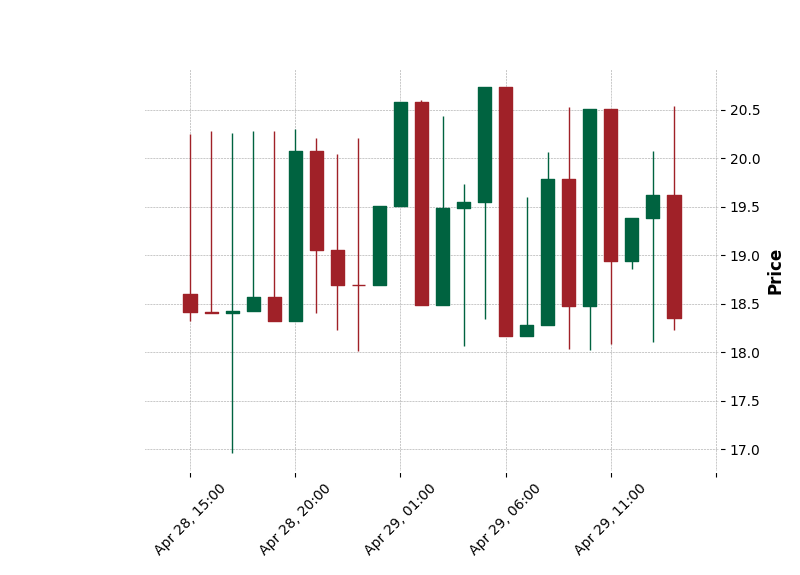 20.5
20.0
19.5
19.0
18.5
18.0
17.5
17.0
Price
Apr 28, 15:00
Apr 28, 20:00
Apr 29, 01:00
Apr 29, 06:00
Apr 29, 11:00